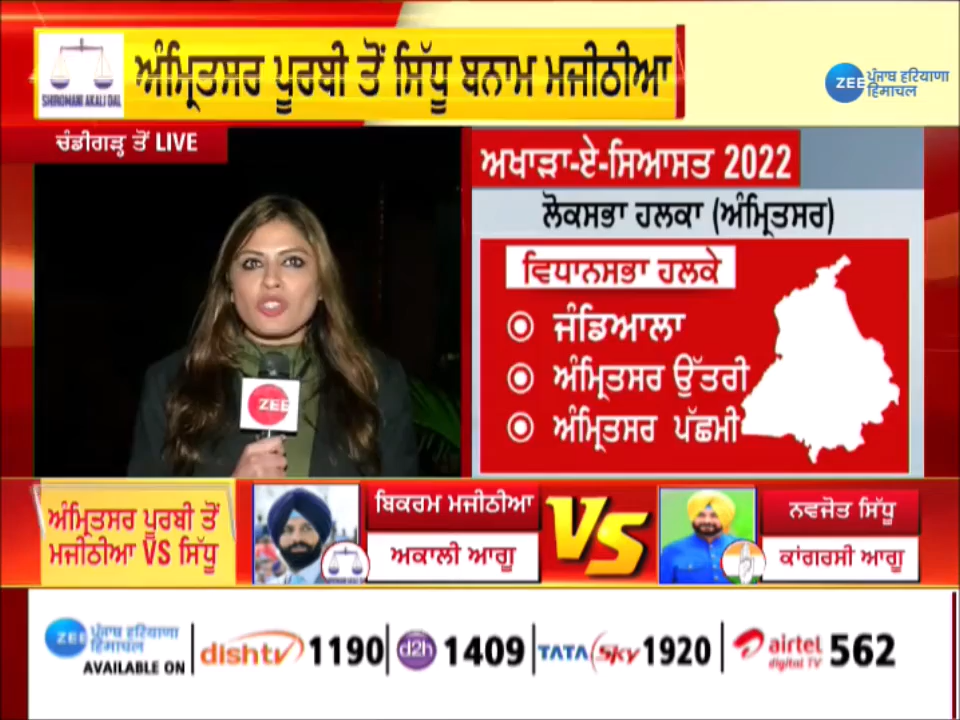 SHIROMANI AKALI DAL
ਅੰਮ੍ਰਿਤਸਰ ਪੂਰਬੀ ਤੋਂ ਸਿੱਧੂ ਬਨਾਮ ਮਜੀਠੀਆ
ZEE ਪੰਜਾਬ ਹਰਿਆਣਾ
ਹਿਮਾਚਲ
ਚੰਡੀਗੜ੍ਹ ਤੋਂ LIVE
ZEE
ਅਖਾੜਾ-ਏ-ਸਿਆਸਤ 2022
ਲੋਕਸਭਾ ਹਲਕਾ (ਅੰਮ੍ਰਿਤਸਰ)
ਵਿਧਾਨਸਭਾ ਹਲਕੇ
ਜੰਡਿਆਲਾ
ਅੰਮ੍ਰਿਤਸਰ ਉੱਤਰੀ
ਅੰਮ੍ਰਿਤਸਰ ਪੱਛਮੀ
ਅੰਮ੍ਰਿਤਸਰ ਪੂਰਬੀ ਤੋਂ
ਮਜੀਠੀਆ VS ਸਿੱਧੂ
ਬਿਕਰਮ ਮਜੀਠੀਆ
ਅਕਾਲੀ ਆਗੂ
VS
ਨਵਜੋਤ ਸਿੱਧੂ
ਕਾਂਗਰਸੀ ਆਗੂ
ZEE ਪੰਜਾਬ ਹਰਿਆਣਾ
ਹਿਮਾਚਲ
AVAILABLE ON
dishtv 1190
d2h 1409
TATA Sky 1920
airtel digital TV 562